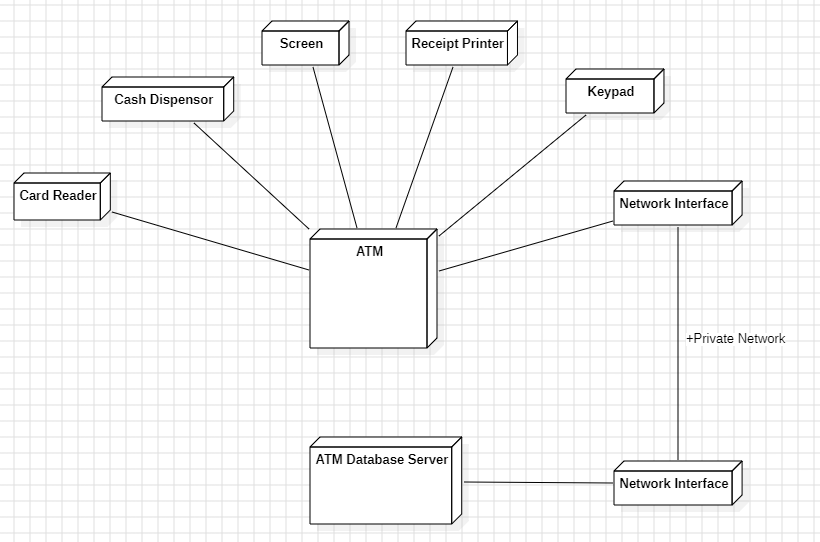 Screen
Receipt Printer
Cash Dispensor
Keypad
Card Reader
Network Interface
ATM
+Private Network
ATM Database Server
Network Interface